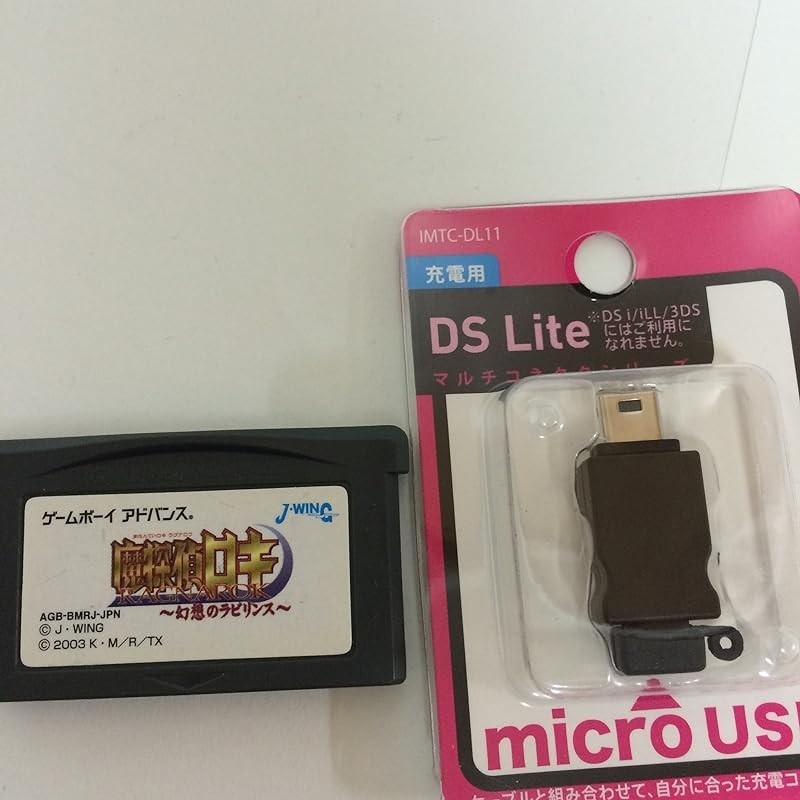 IMTC-DL11
充電用
DS Lite
※DS i/iLL/3DS
にはご利用に
なれません。
マルチコネクタシリーズ
ゲームボーイ アドバンス®
J・WING
魔探偵ロキ
RAGNAROK
～幻想のラビリンス～
AGB-BMRJ-JPN
© J・WING
© 2003 K・M/R/TX
micro US
ケーブルと組み合わせて、自分に合った充電コ